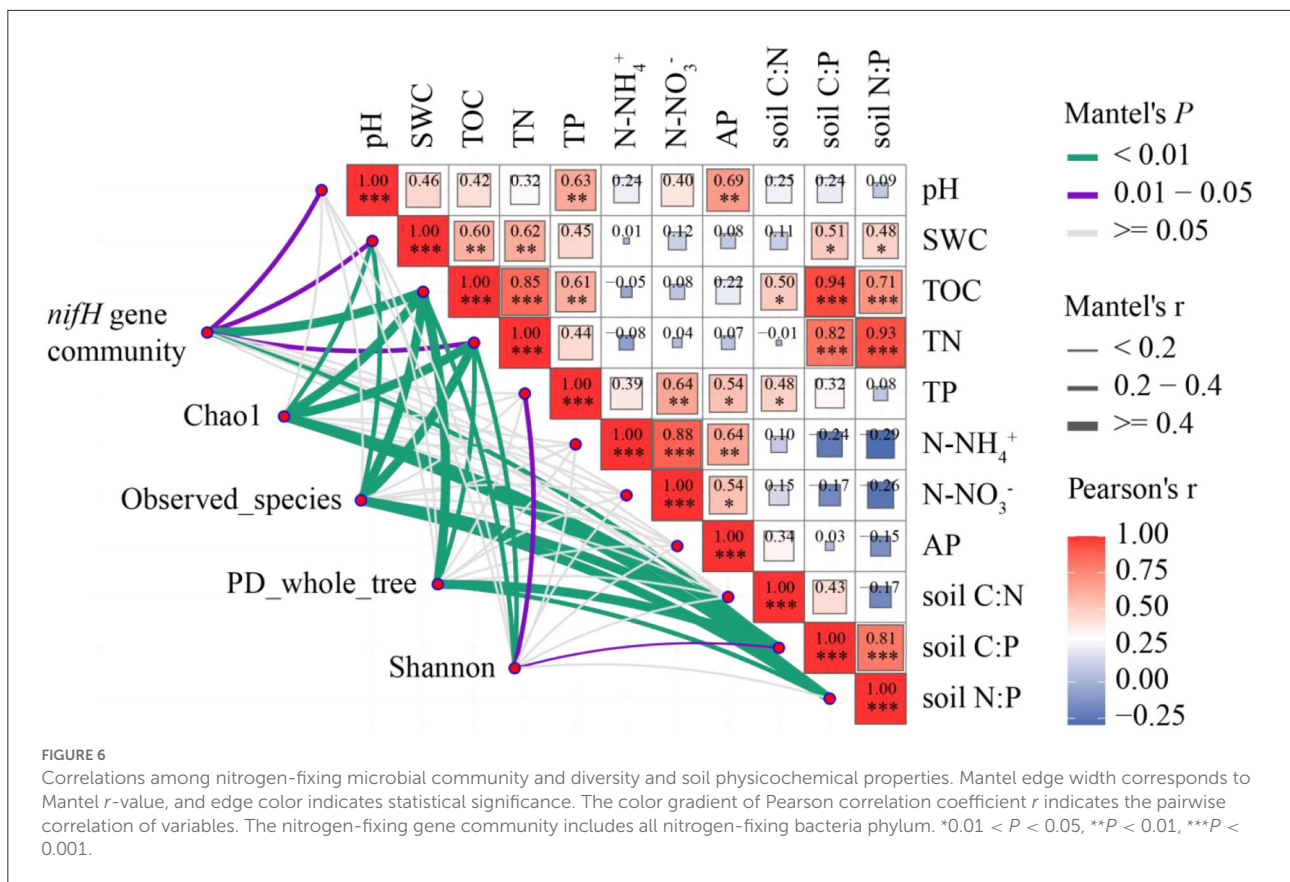 pH
SWC
TOC
TN
TP
N-NH₄⁺
N-NO₃⁻
AP
soil C:N
soil C:P
soil N:P
1.00 0.46 0.42 0.32 0.63 0.24 0.40 0.69 0.25 0.24 0.09 pH
*** ** **
1.00 0.60 0.62 0.45 0.01 0.12 0.08 0.11 0.51 0.48 SWC
*** ** ** * *
1.00 0.85 0.61 −0.05 0.08 0.22 0.50 0.94 0.71 TOC
*** *** ** * *** ***
1.00 0.44 −0.08 0.04 0.07 −0.01 0.82 0.93 TN
*** *** ***
1.00 0.39 0.64 0.54 0.48 0.32 0.08 TP
*** ** * *
1.00 0.88 0.64 0.10 −0.24 −0.29 N-NH₄⁺
*** *** **
1.00 0.54 0.15 −0.17 −0.26 N-NO₃⁻
*** *
1.00 0.34 0.03 −0.15 AP
***
1.00 0.43 −0.17 soil C:N
***
1.00 0.81 soil C:P
*** ***
1.00 soil N:P
***
nifH gene
community
Chao1
Observed_species
PD_whole_tree
Shannon
Mantel's P
< 0.01
0.01 − 0.05
>= 0.05
Mantel's r
< 0.2
0.2 − 0.4
>= 0.4
Pearson's r
1.00
0.75
0.50
0.25
0.00
−0.25
FIGURE 6
Correlations among nitrogen-fixing microbial community and diversity and soil physicochemical properties. Mantel edge width corresponds to
Mantel r-value, and edge color indicates statistical significance. The color gradient of Pearson correlation coefficient r indicates the pairwise
correlation of variables. The nitrogen-fixing gene community includes all nitrogen-fixing bacteria phylum. *0.01 < P < 0.05, **P < 0.01, ***P <
0.001.